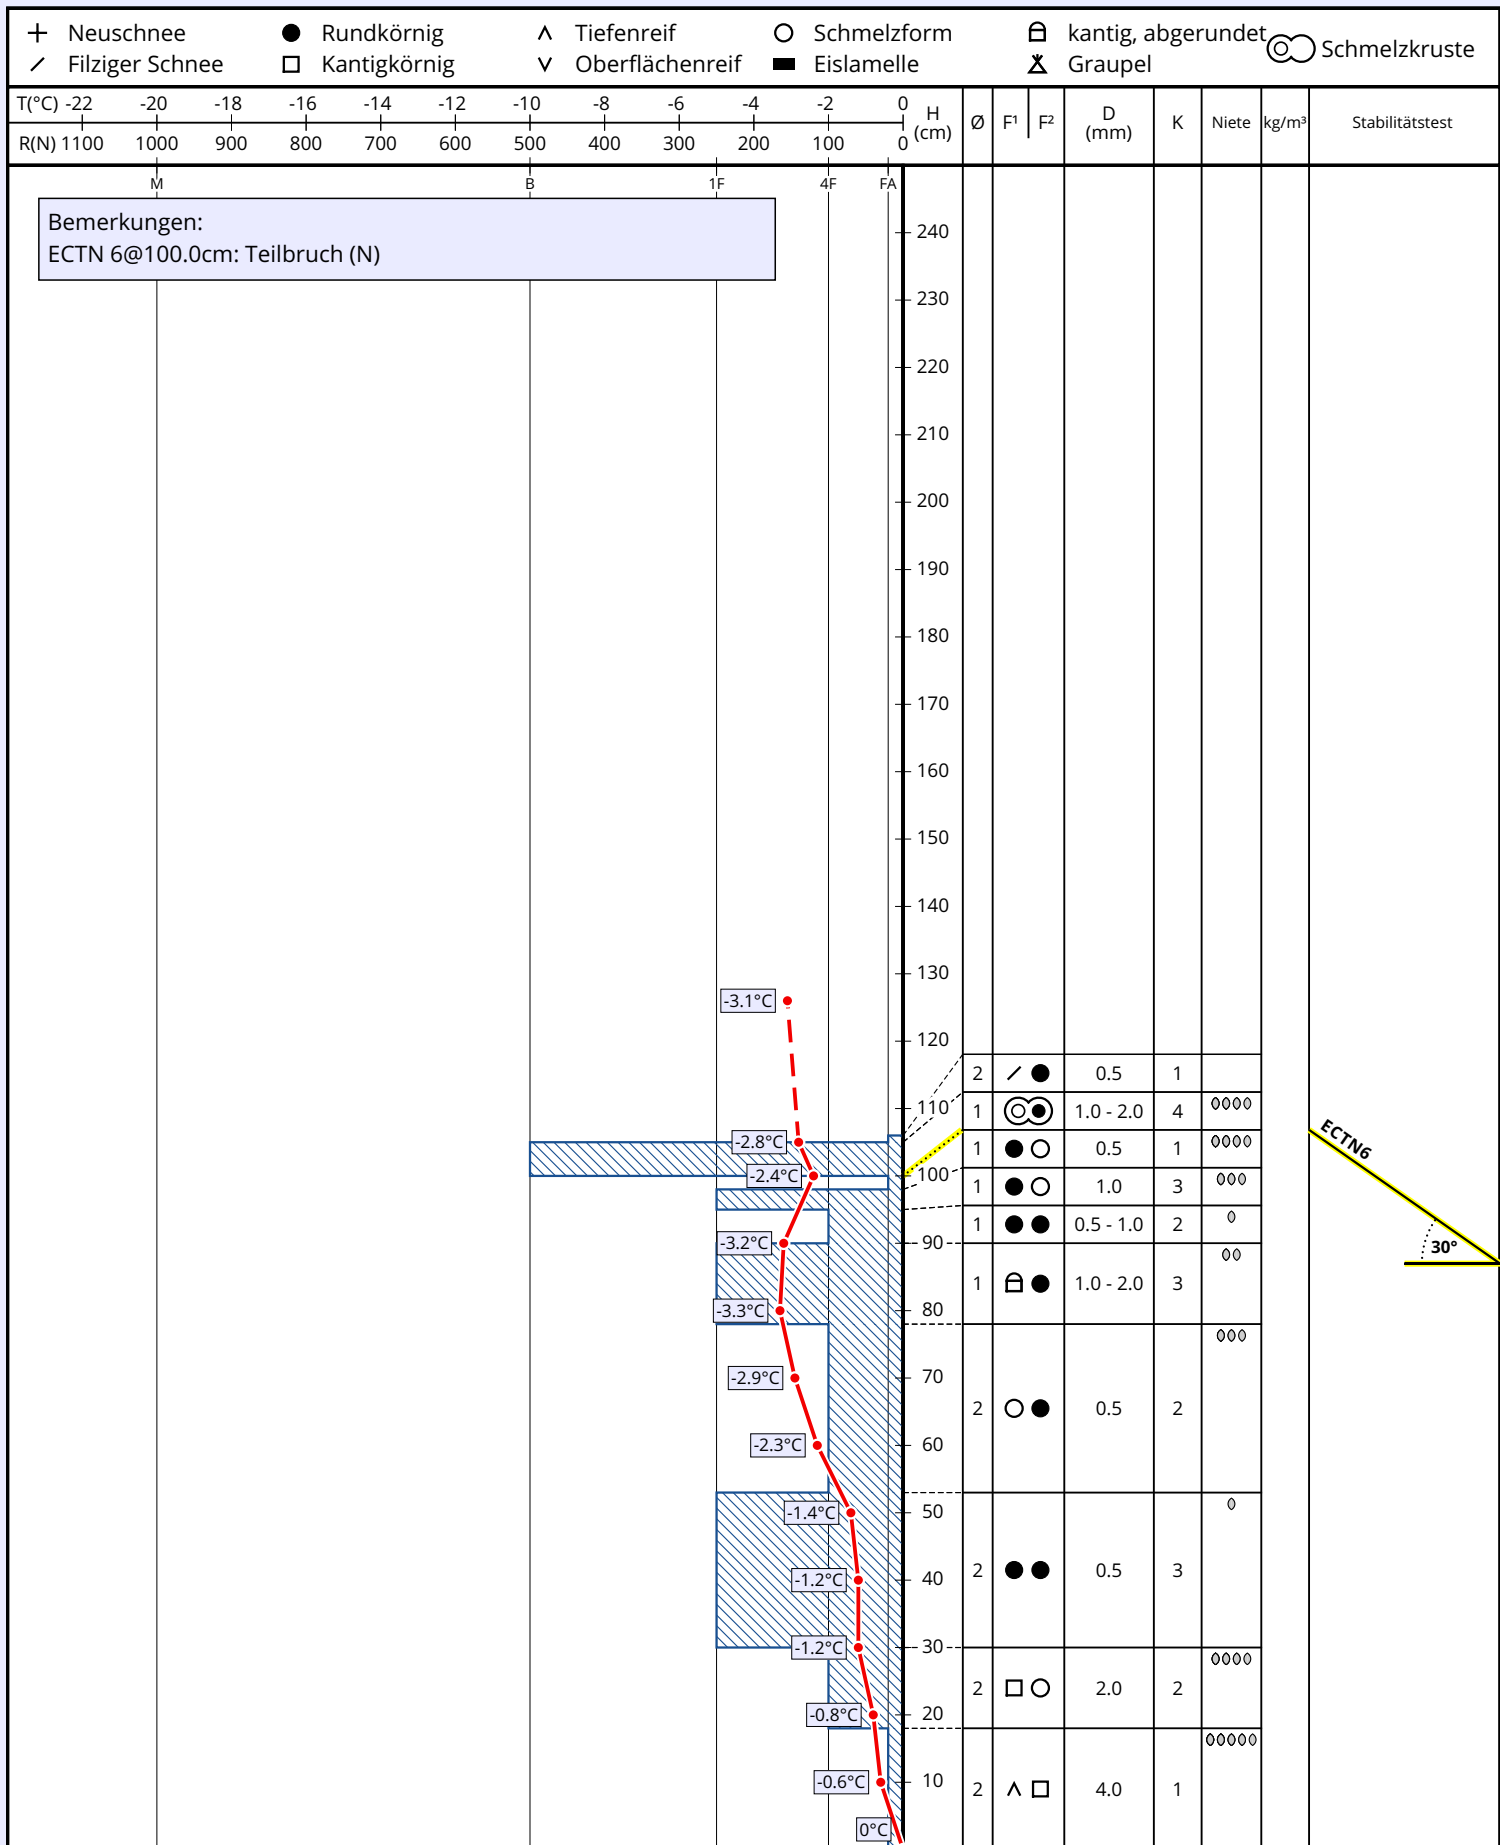 Neuschnee Rundkörnig Tiefenreif Schmelzform kantig, abgerundet Schmelzkruste
Filziger Schnee Kantigkörnig Oberflächenreif Eislamelle Graupel
T(°C) -22 -20 -18 -16 -14 -12 -10 -8 -6 -4 -2 0
R(N) 1100 1000 900 800 700 600 500 400 300 200 100 0
H (cm) Ø F¹ F² D (mm) K Niete kg/m³ Stabilitätstest
M B 1F 4F FA
Bemerkungen:
ECTN 6@100.0cm: Teilbruch (N)
240
230
220
210
200
190
180
170
160
150
140
130
-3.1°C
120
2 0.5 1
110
1 1.0 - 2.0 4
-2.8°C
1 0.5 1
ECTN6
-2.4°C 100
1 1.0 3
1 0.5 - 1.0 2
-3.2°C 90
30°
1 1.0 - 2.0 3
-3.3°C 80
-2.9°C 70
2 0.5 2
-2.3°C 60
-1.4°C 50
2 0.5 3
-1.2°C 40
-1.2°C 30
2 2.0 2
-0.8°C 20
-0.6°C 10
2 4.0 1
0°C